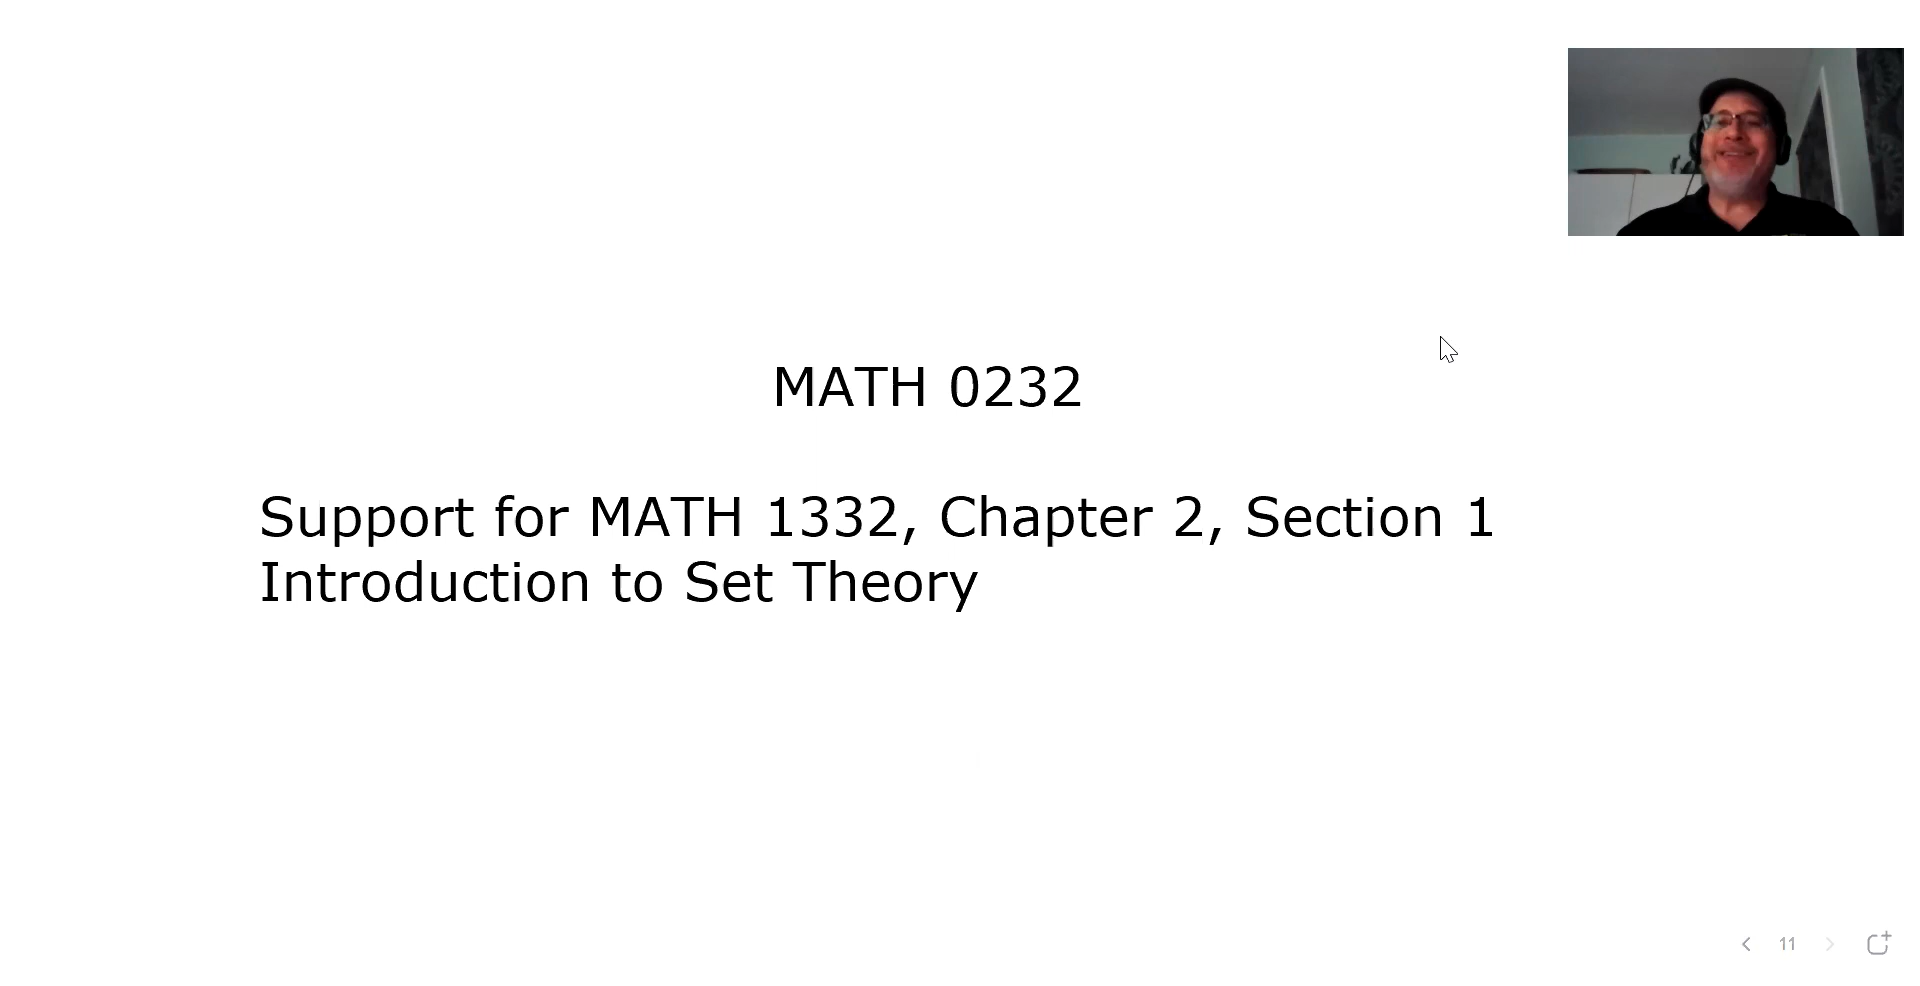 MATH 0232
Support for MATH 1332, Chapter 2, Section 1
Introduction to Set Theory
11